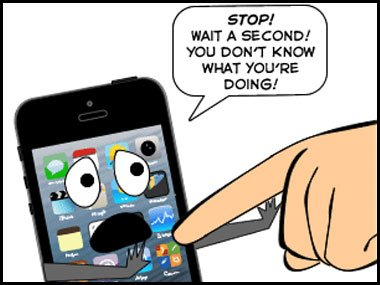 STOP!
WAIT A SECOND!
YOU DON'T KNOW
WHAT YOU'RE
DOING!